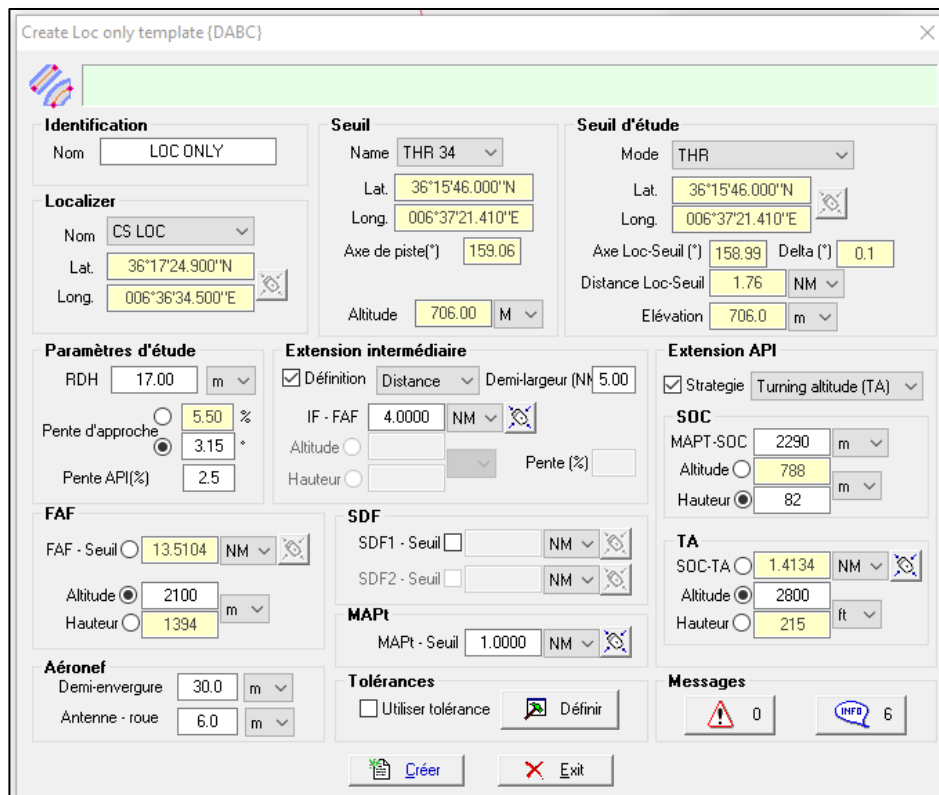 Create Loc only template {DABC}
Identification
Nom LOC ONLY
Localizer
Nom CS LOC
Lat. 36°17'24.900''N
Long. 006°36'34.500''E
Seuil
Name THR 34
Lat. 36°15'46.000''N
Long. 006°37'21.410''E
Axe de piste(°) 159.06
Altitude 706.00 M
Seuil d'étude
Mode THR
Lat. 36°15'46.000''N
Long. 006°37'21.410''E
Axe Loc-Seuil (°) 158.99 Delta (°) 0.1
Distance Loc-Seuil 1.76 NM
Elévation 706.0 m
Paramètres d'étude
RDH 17.00 m
5.50 %
Pente d'approche
3.15 °
Pente API(%) 2.5
Extension intermédiaire
Définition Distance Demi-largeur (NM 5.00
IF - FAF 4.0000 NM
Altitude
Hauteur
Pente (%)
Extension API
Strategie Turning altitude (TA)
SOC
MAPT-SOC 2290 m
Altitude 788
Hauteur 82
m
FAF
FAF - Seuil 13.5104 NM
Altitude 2100
Hauteur 1394
m
SDF
SDF1 - Seuil NM
SDF2 - Seuil NM
MAPt
MAPt - Seuil 1.0000 NM
TA
SOC-TA 1.4134 NM
Altitude 2800
Hauteur 215
ft
Aéronef
Demi-envergure 30.0 m
Antenne - roue 6.0 m
Tolérances
Utiliser tolérance Définir
Messages
0 INFO 6
Créer Exit